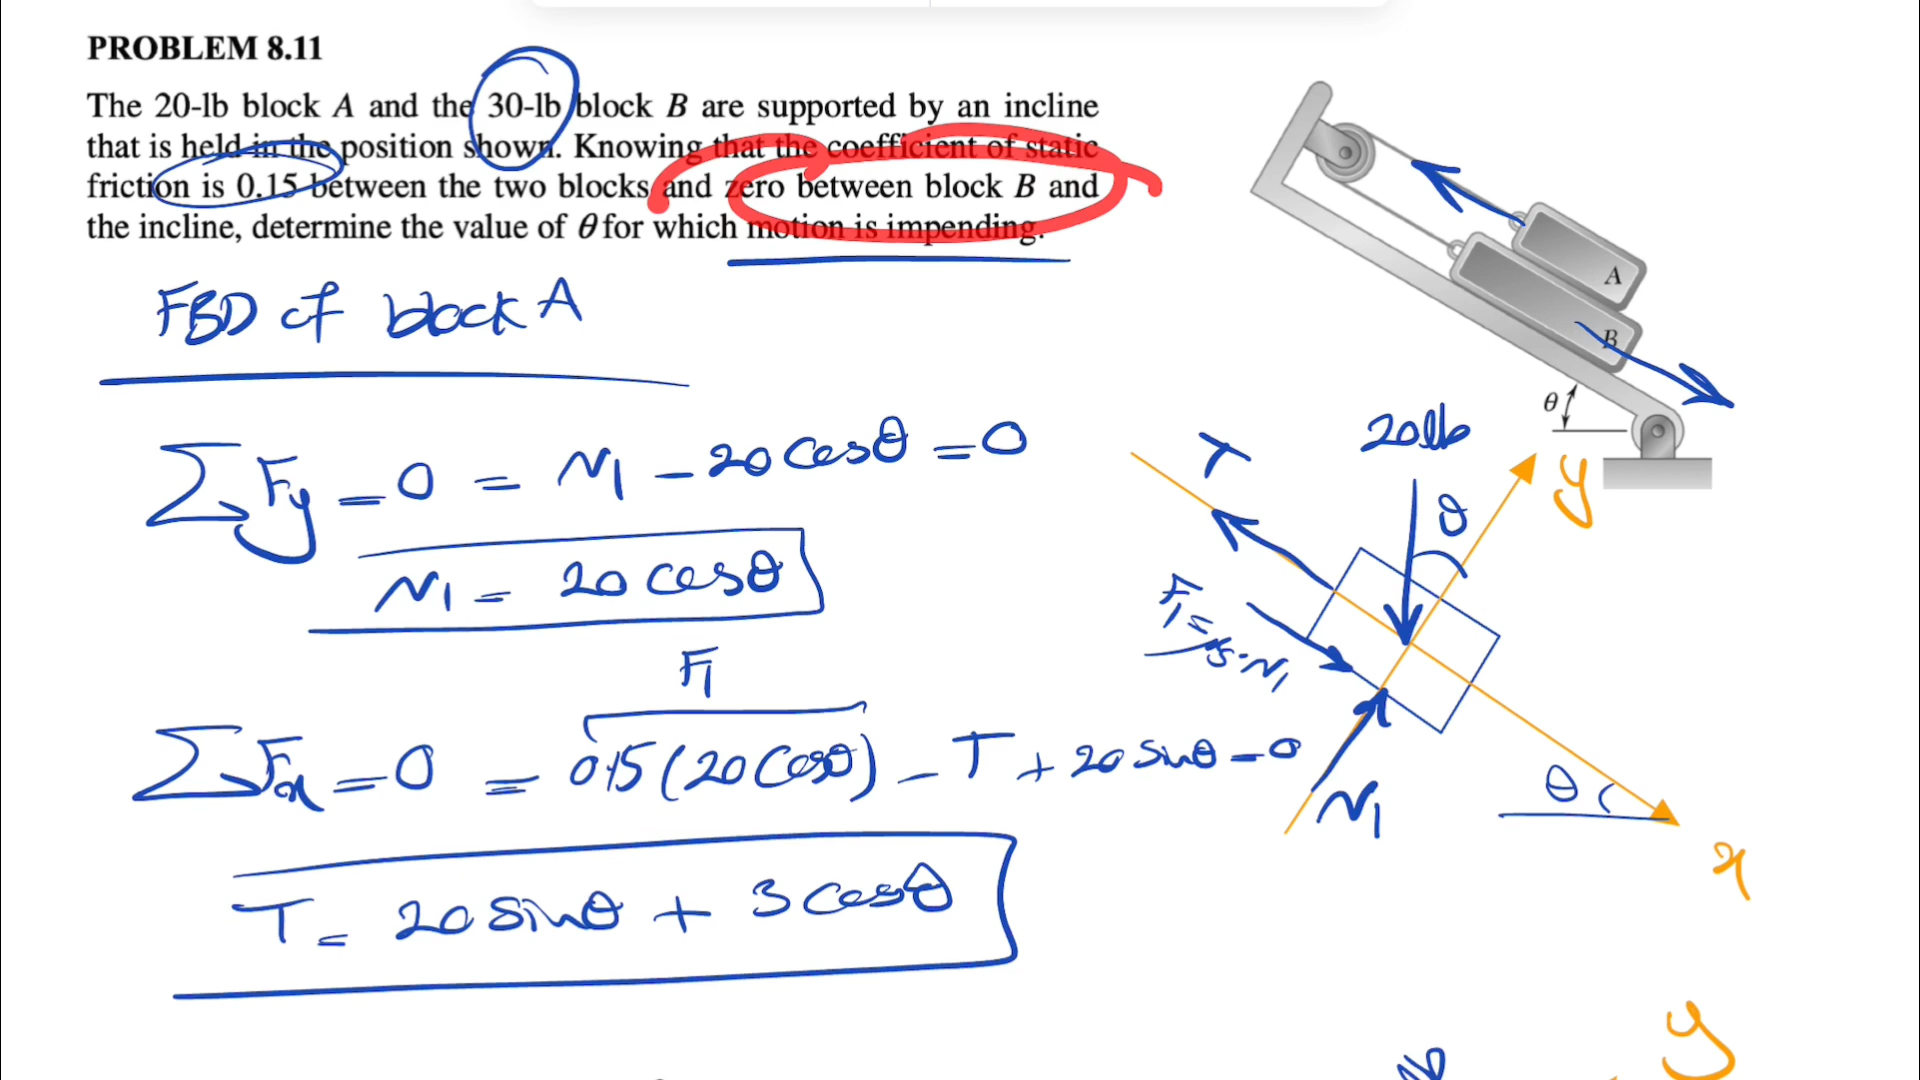 PROBLEM 8.11
The 20-lb block A and the 30-lb block B are supported by an incline
that is held in the position shown. Knowing that the coefficient of static
friction is 0.15 between the two blocks and zero between block B and
the incline, determine the value of θ for which motion is impending.
A
B
θ
FBD of block A
ΣFy = 0 = N1 - 20 cosθ = 0
N1 = 20 cosθ
F1
ΣFx = 0 = 0.15 (20 cosθ) - T + 20 sinθ = 0
T = 20 sinθ + 3 cosθ
T
20lb
y
θ
F1 = μs·N1
N1
θ
x
y
lb